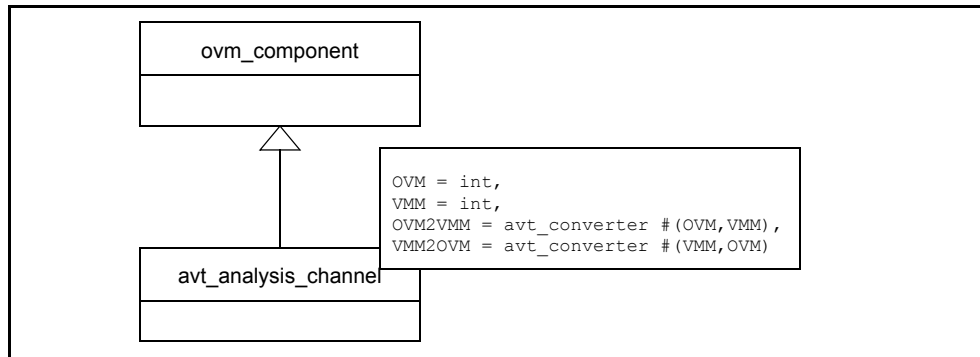 ovm_component
OVM = int,
VMM = int,
OVM2VMM = avt_converter #(OVM,VMM),
VMM2OVM = avt_converter #(VMM,OVM)
avt_analysis_channel